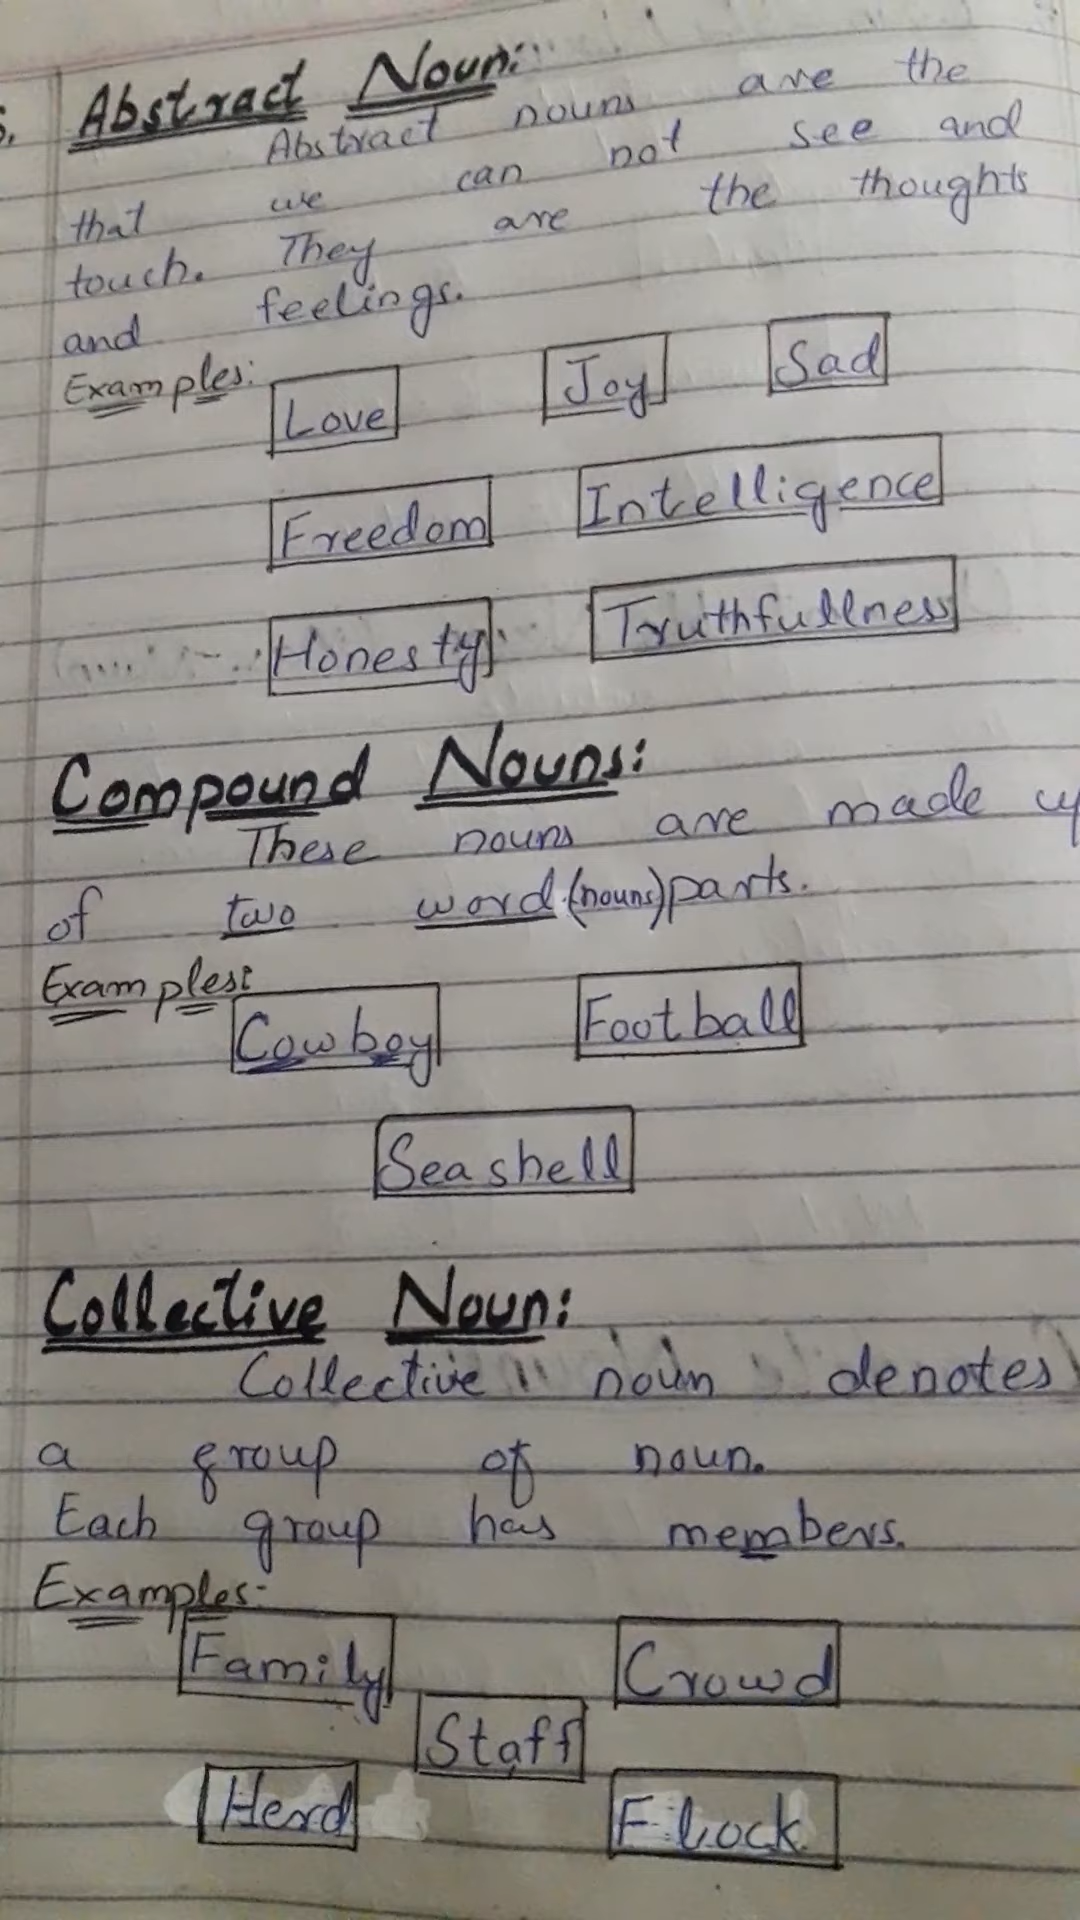 Abstract Noun:
Abstract nouns are the
that we can not see and
touch. They are the thoughts
and feelings.
Examples:
Love Joy Sad
Freedom Intelligence
Honesty Truthfullness
Compound Nouns:
These nouns are made
of two word (nouns) parts.
Examples:
Cowboy Football
Seashell
Collective Noun:
Collective noun denotes
a group of noun.
Each group has members.
Examples:-
Family Crowd
Staff
Herd Flock